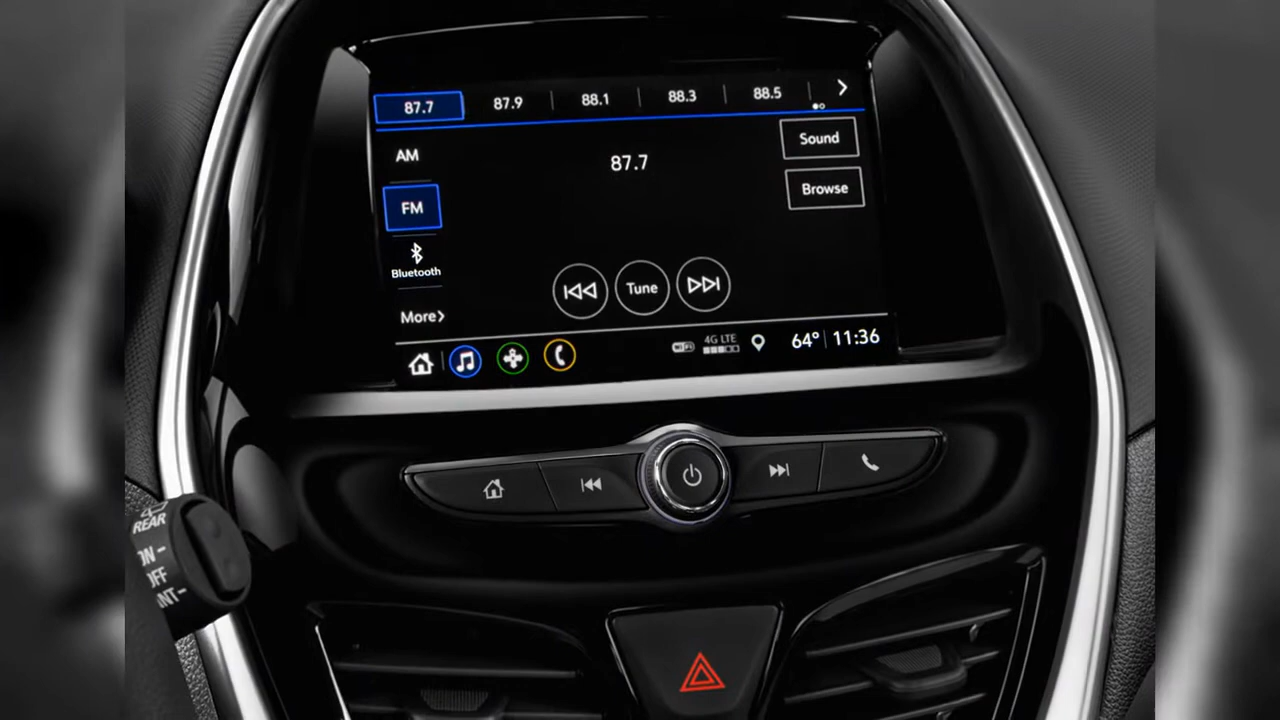 87.7 87.9 88.1 88.3 88.5
AM
87.7
Sound
FM
Browse
Bluetooth
Tune
More
4G LTE
WiFi
64° 11:36
REAR
ON
OFF